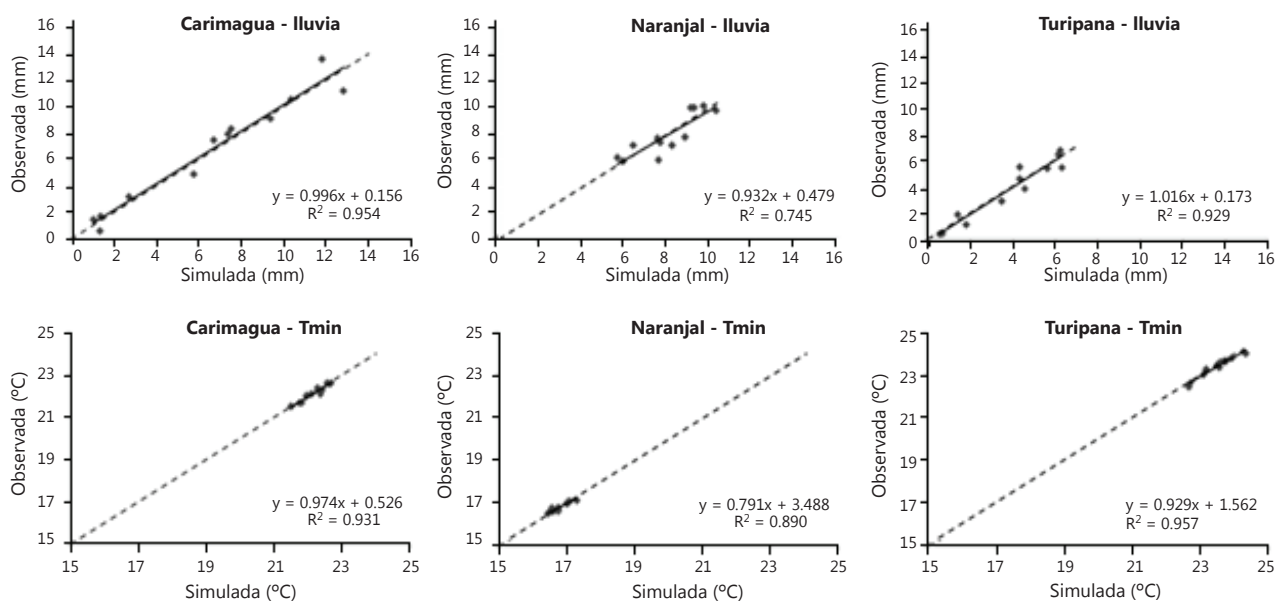 Carimagua - lluvia
Observada (mm)
16
14
12
10
8
6
4
2
0
y = 0.996x + 0.156
R² = 0.954
0 2 4 6 8 10 12 14 16
Simulada (mm)
Naranjal - lluvia
Observada (mm)
16
14
12
10
8
6
4
2
0
y = 0.932x + 0.479
R² = 0.745
0 2 4 6 8 10 12 14 16
Simulada (mm)
Turipana - lluvia
Observada (mm)
16
14
12
10
8
6
4
2
0
y = 1.016x + 0.173
R² = 0.929
0 2 4 6 8 10 12 14 16
Simulada (mm)
Carimagua - Tmin
Observada (ºC)
25
23
21
19
17
15
y = 0.974x + 0.526
R² = 0.931
15 17 19 21 23 25
Simulada (ºC)
Naranjal - Tmin
Observada (ºC)
25
23
21
19
17
15
y = 0.791x + 3.488
R² = 0.890
15 17 19 21 23 25
Simulada (ºC)
Turipana - Tmin
Observada (ºC)
25
23
21
19
17
15
y = 0.929x + 1.562
R² = 0.957
15 17 19 21 23 25
Simulada (ºC)